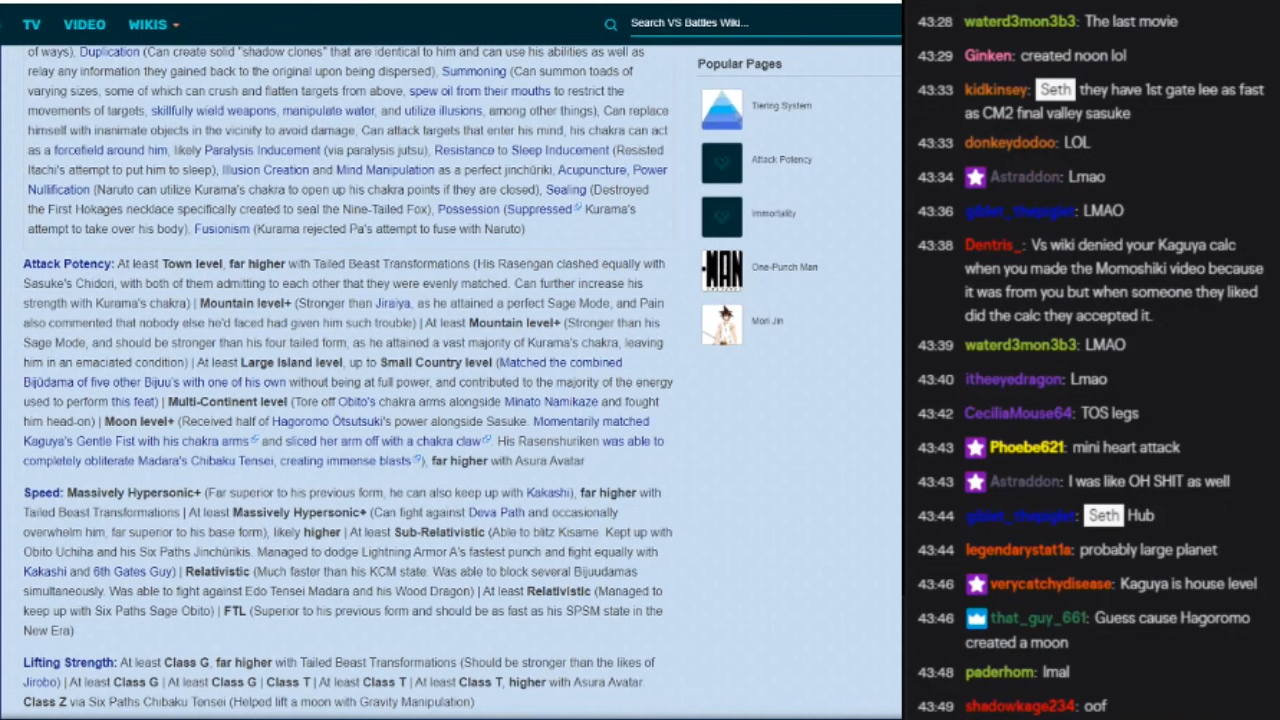 TV VIDEO WIKIS
Search VS Battles Wiki...
of ways), Duplication (Can create solid "shadow clones" that are identical to him and can use his abilities as well as
relay any information they gained back to the original upon being dispersed), Summoning (Can summon toads of
varying sizes, some of which can crush and flatten targets from above, spew oil from their mouths to restrict the
movements of targets, skillfully wield weapons, manipulate water, and utilize illusions, among other things), Can replace
himself with inanimate objects in the vicinity to avoid damage, Can attack targets that enter his mind, his chakra can act
as a forcefield around him, likely Paralysis Inducement (via paralysis jutsu), Resistance to Sleep Inducement (Resisted
Itachi's attempt to put him to sleep), Illusion Creation and Mind Manipulation as a perfect jinchūriki, Acupuncture, Power
Nullification (Naruto can utilize Kurama's chakra to open up his chakra points if they are closed), Sealing (Destroyed
the First Hokages necklace specifically created to seal the Nine-Tailed Fox), Possession (Suppressed Kurama's
attempt to take over his body). Fusionism (Kurama rejected Pa's attempt to fuse with Naruto)
Attack Potency: At least Town level, far higher with Tailed Beast Transformations (His Rasengan clashed equally with
Sasuke's Chidori, with both of them admitting to each other that they were evenly matched. Can further increase his
strength with Kurama's chakra) | Mountain level+ (Stronger than Jiraiya, as he attained a perfect Sage Mode, and Pain
also commented that nobody else he'd faced had given him such trouble) | At least Mountain level+ (Stronger than his
Sage Mode, and should be stronger than his four tailed form, as he attained a vast majority of Kurama's chakra, leaving
him in an emaciated condition) | At least Large Island level, up to Small Country level (Matched the combined
Bijūdama of five other Bijuu's with one of his own without being at full power, and contributed to the majority of the energy
used to perform this feat) | Multi-Continent level (Tore off Obito's chakra arms alongside Minato Namikaze and fought
him head-on) | Moon level+ (Received half of Hagoromo Ōtsutsuki's power alongside Sasuke. Momentarily matched
Kaguya's Gentle Fist with his chakra arms and sliced her arm off with a chakra claw. His Rasenshuriken was able to
completely obliterate Madara's Chibaku Tensei, creating immense blasts), far higher with Asura Avatar
Speed: Massively Hypersonic+ (Far superior to his previous form, he can also keep up with Kakashi), far higher with
Tailed Beast Transformations | At least Massively Hypersonic+ (Can fight against Deva Path and occasionally
overwhelm him, far superior to his base form), likely higher | At least Sub-Relativistic (Able to blitz Kisame. Kept up with
Obito Uchiha and his Six Paths Jinchūrikis. Managed to dodge Lightning Armor A's fastest punch and fight equally with
Kakashi and 6th Gates Guy) | Relativistic (Much faster than his KCM state. Was able to block several Bijuudamas
simultaneously. Was able to fight against Edo Tensei Madara and his Wood Dragon) | At least Relativistic (Managed to
keep up with Six Paths Sage Obito) | FTL (Superior to his previous form and should be as fast as his SPSM state in the
New Era)
Lifting Strength: At least Class G, far higher with Tailed Beast Transformations (Should be stronger than the likes of
Jirobo) | At least Class G | At least Class G | Class T | At least Class T | At least Class T, higher with Asura Avatar.
Class Z via Six Paths Chibaku Tensei (Helped lift a moon with Gravity Manipulation)
Popular Pages
Tiering System
Attack Potency
Immortality
MAN
One-Punch Man
Mori Jin
43:28 waterd3mon3b3: The last movie
43:29 Ginken: created noon lol
43:33 kidkinsey: Seth they have 1st gate lee as fast
as CM2 final valley sasuke
43:33 donkeydodoo: LOL
43:34 Astraddon: Lmao
43:36 giblet_thepiglet: LMAO
43:38 Dentris_: Vs wiki denied your Kaguya calc
when you made the Momoshiki video because
it was from you but when someone they liked
did the calc they accepted it.
43:39 waterd3mon3b3: LMAO
43:40 itheeyedragon: Lmao
43:42 CeciliaMouse64: TOS legs
43:43 Phoebe621: mini heart attack
43:43 Astraddon: I was like OH SHIT as well
43:44 giblet_thepiglet: Seth Hub
43:44 legendarystat1a: probably large planet
43:46 verycatchydisease: Kaguya is house level
43:46 that_guy_661: Guess cause Hagoromo
created a moon
43:48 paderhom: lmal
43:49 shadowkage234: oof